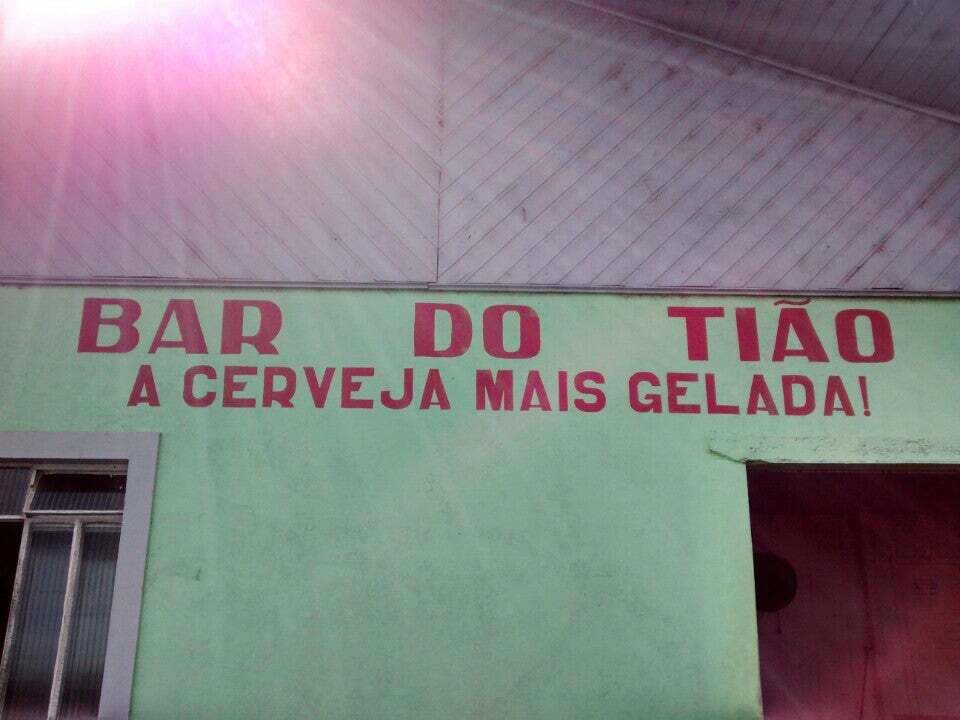 BAR DO TIÃO
A CERVEJA MAIS GELADA!